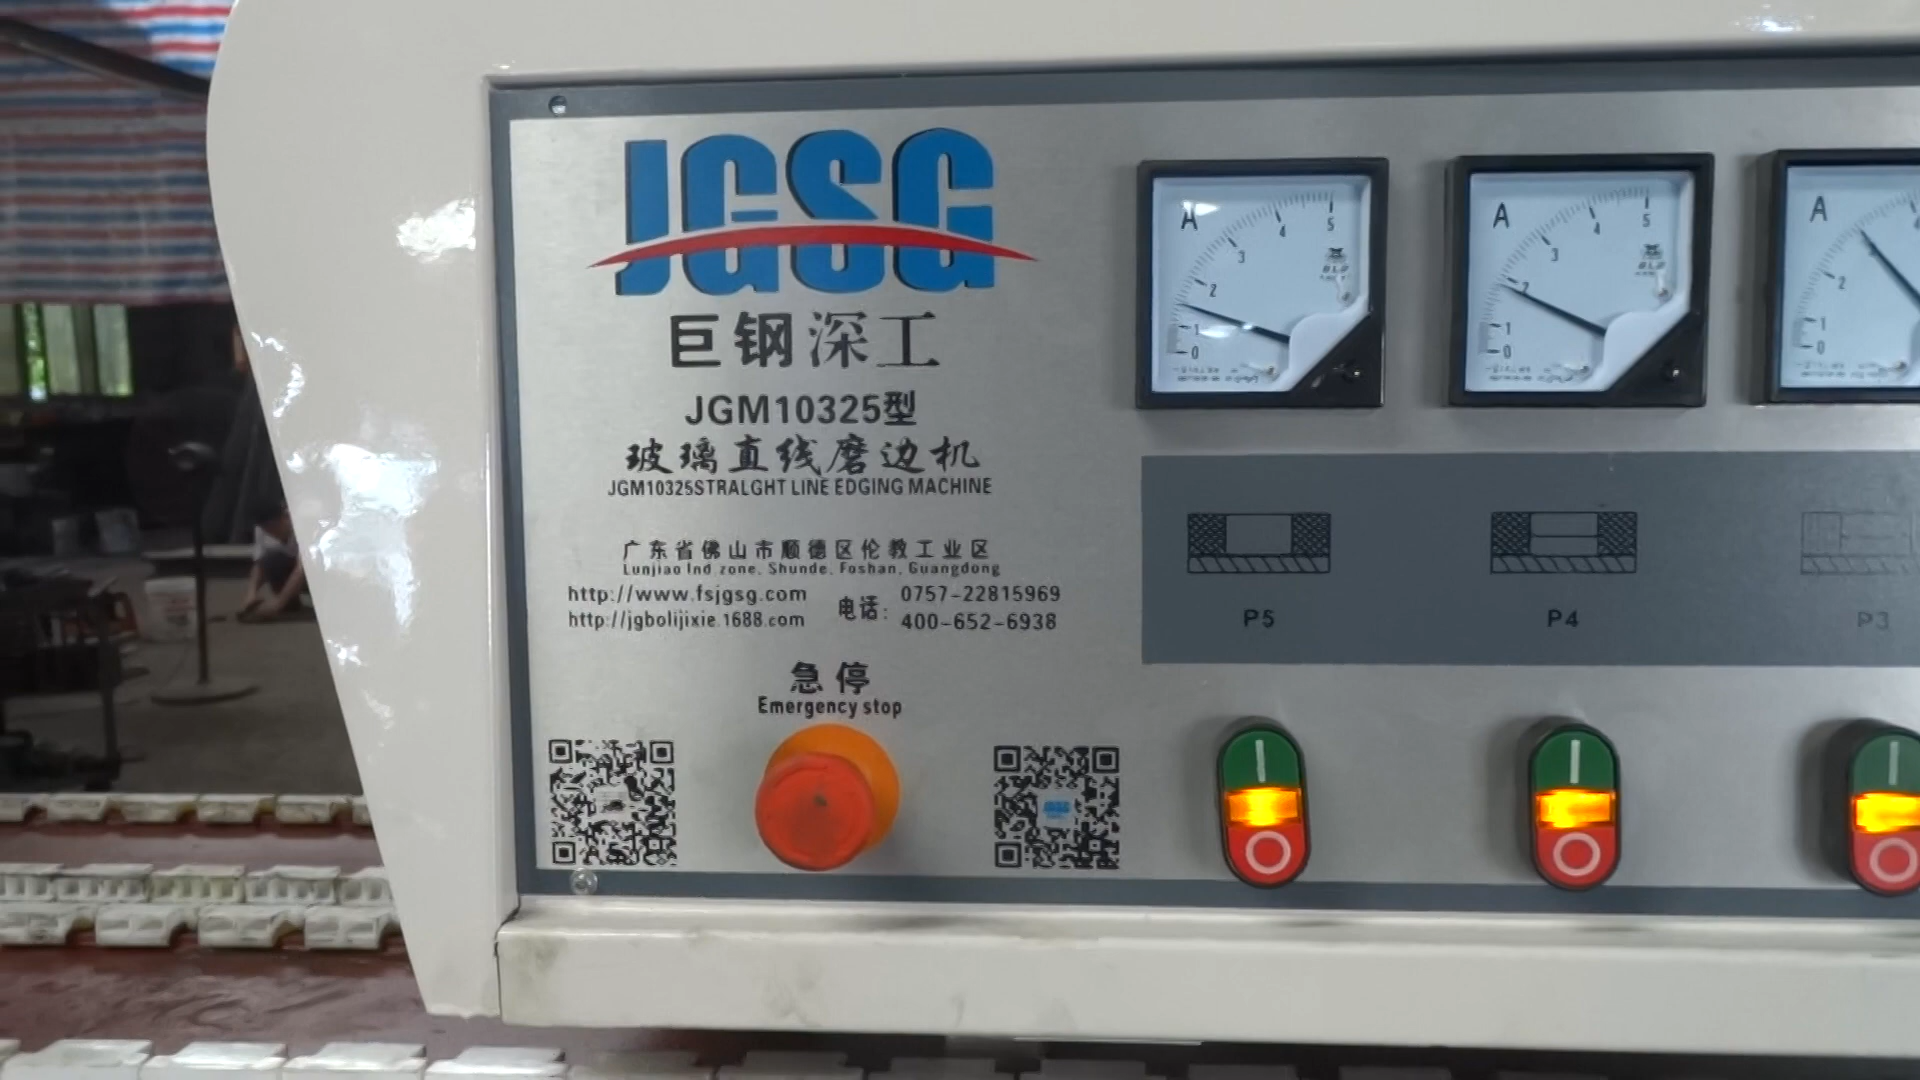 JGSG
巨钢深工
JGM10325型
玻璃直线磨边机
JGM10325STRALGHT LINE EDGING MACHINE
广东省佛山市顺德区伦教工业区
Lunjiao Ind zone. Shunde. Foshan. Guangdong
http://www.fsjgsg.com
http://jgbolijixie.1688.com
电话:
0757-22815969
400-652-6938
急停
Emergency stop
A
0 1 2 3 4 5
A
0 1 2 3 4 5
A
0 1 2
P5
P4
P3